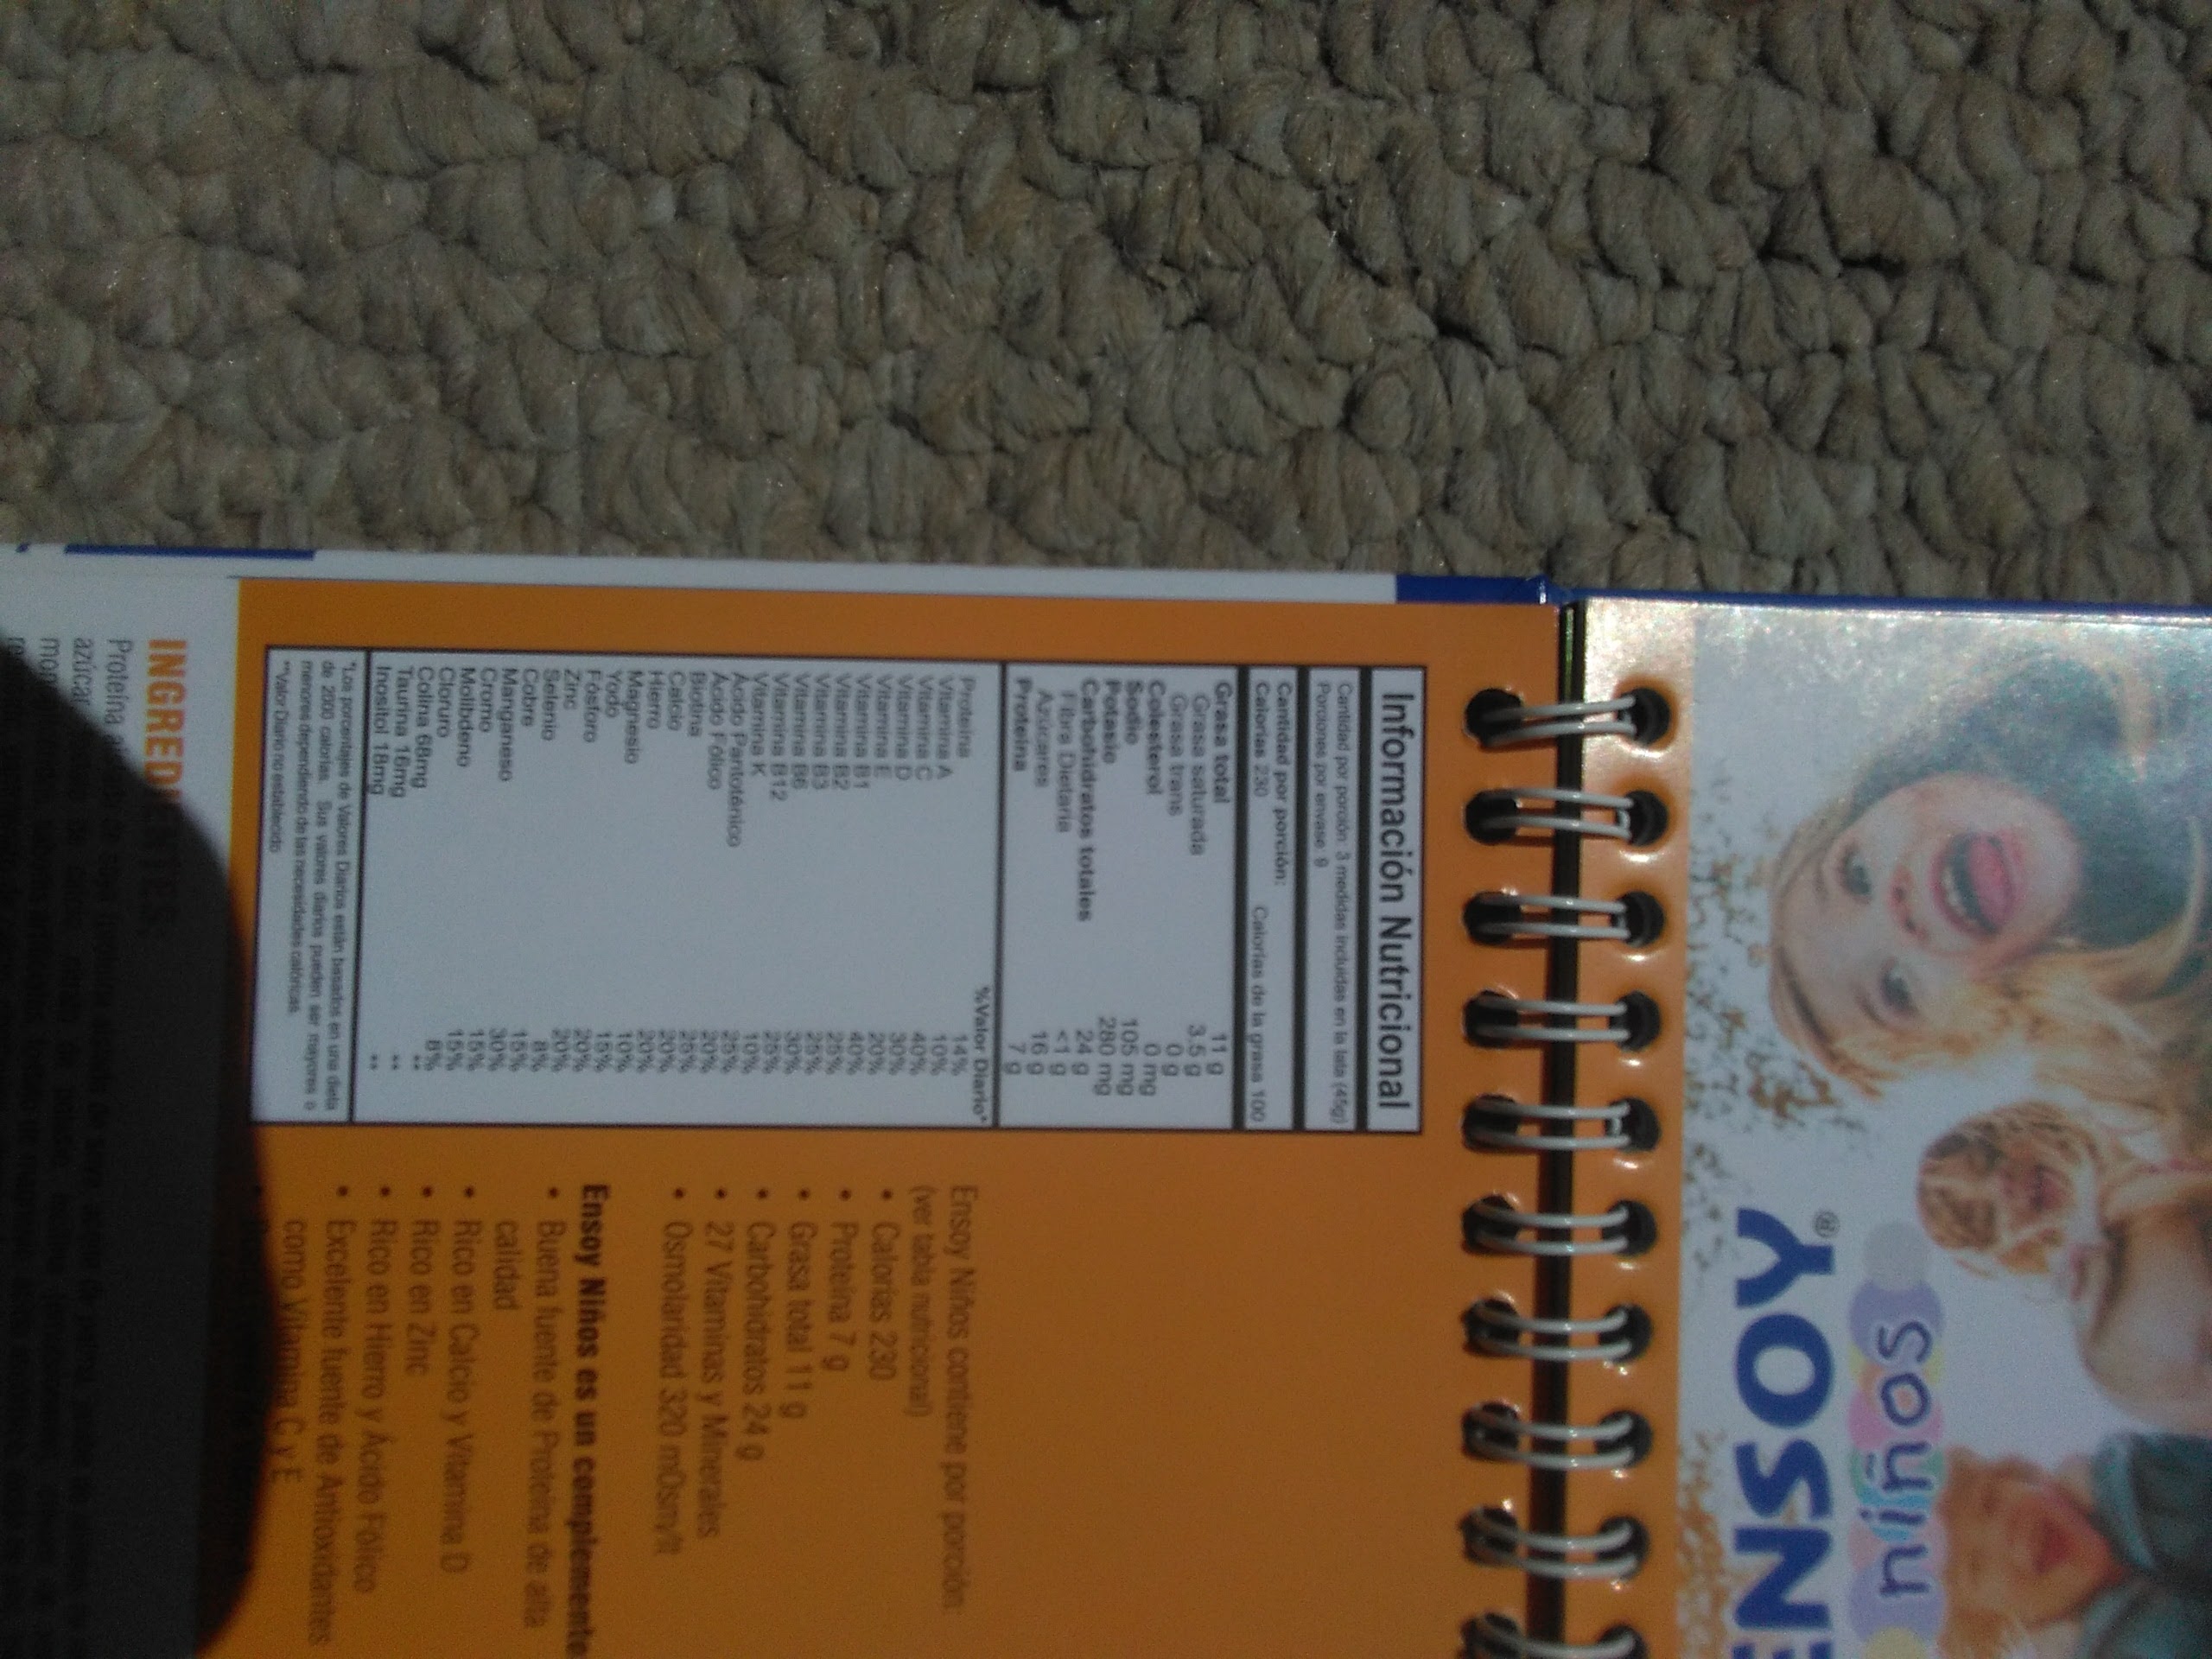 ENSOY®
niños
Información Nutricional
Cantidad por porción: 3 medidas incluidas en la lata (45g)
Porciones por envase: 9
Cantidad por porción:
Calorías 230 Calorías de la grasa 100
Grasa total 11 g
Grasa saturada 3.5 g
Grasa trans 0 g
Colesterol 0 mg
Sodio 105 mg
Potasio 280 mg
Carbohidratos totales 24 g
Fibra Dietaria <1 g
Azúcares 16 g
Proteína 7 g
%Valor Diario*
Proteína 14%
Vitamina A 10%
Vitamina C 40%
Vitamina D 30%
Vitamina E 20%
Vitamina B1 40%
Vitamina B2 25%
Vitamina B3 25%
Vitamina B6 30%
Vitamina B12 25%
Vitamina K 10%
Ácido Pantoténico 25%
Ácido Fólico 20%
Biotina 25%
Calcio 20%
Hierro 20%
Magnesio 10%
Yodo 15%
Fósforo 20%
Zinc 20%
Selenio 8%
Cobre 15%
Manganeso 30%
Cromo 15%
Molibdeno 15%
Cloruro 8%
Colina 68mg **
Taurina 16mg **
Inositol 18mg **
*Los porcentajes de Valores Diarios están basados en una dieta
de 2000 calorías. Sus valores diarios pueden ser mayores o
menores dependiendo de las necesidades calóricas.
**Valor Diario no establecido
Ensoy Niños contiene por porción:
(ver tabla nutricional)
• Calorías 230
• Proteína 7 g
• Grasa total 11 g
• Carbohidratos 24 g
• 27 Vitaminas y Minerales
• Osmolaridad 320 mOsm/lt
Ensoy Niños es un complemento
• Buena fuente de Proteína de alta
calidad
• Rico en Calcio y Vitamina D
• Rico en Zinc
• Rico en Hierro y Ácido Fólico
• Excelente fuente de Antioxidantes
como Vitamina C y E
INGREDIENTES
Proteína
azúcar